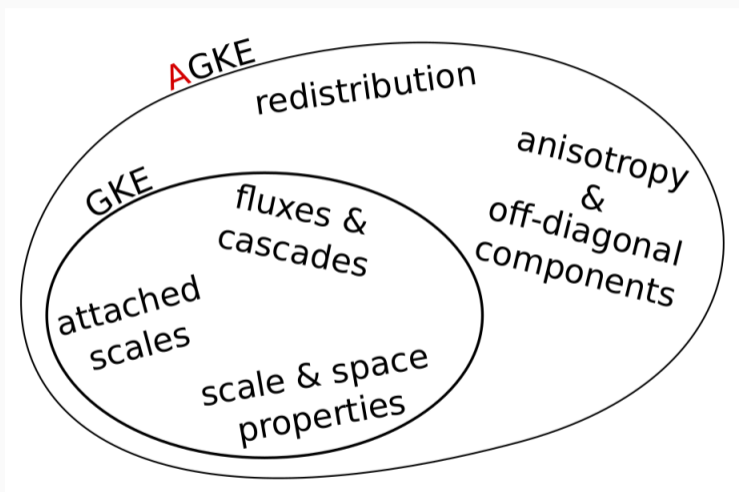 AGKE
redistribution
anisotropy
&
off-diagonal
components
GKE
fluxes &
cascades
attached
scales
scale & space
properties